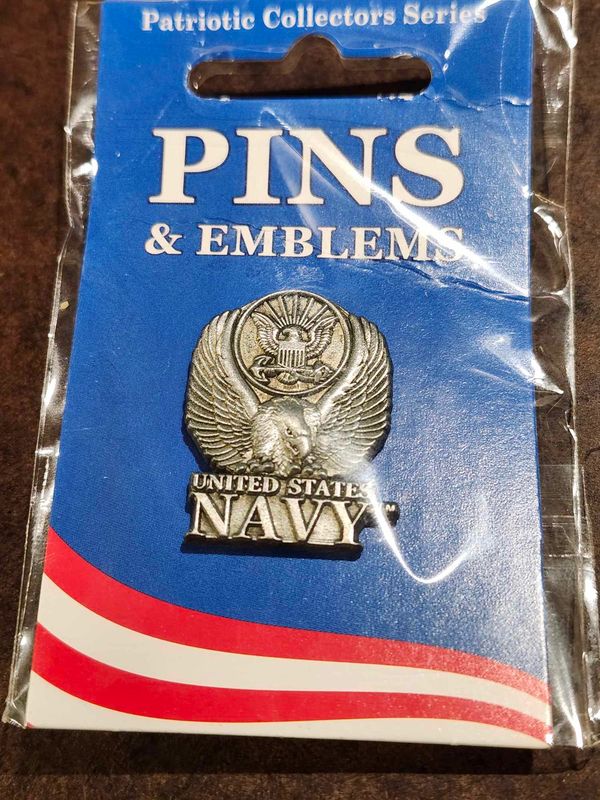 Patriotic Collectors Series
PINS
& EMBLEMS
UNITED STATES
NAVY™